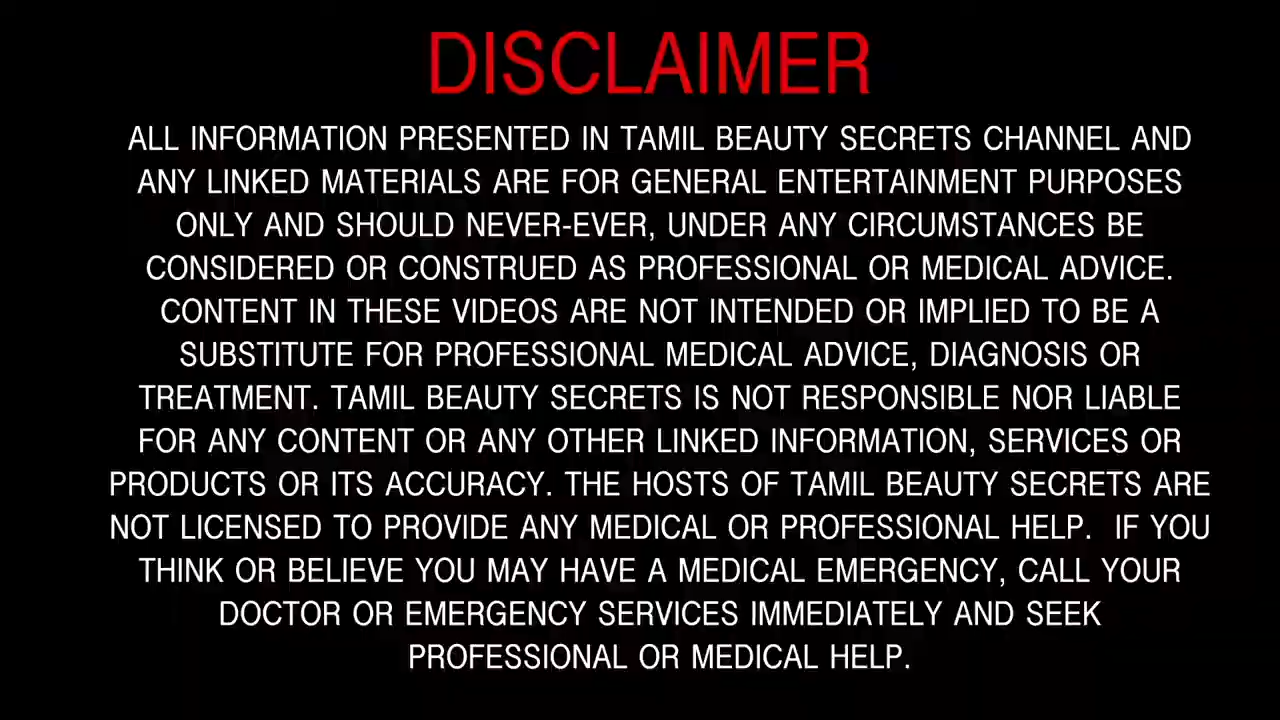 DISCLAIMER
ALL INFORMATION PRESENTED IN TAMIL BEAUTY SECRETS CHANNEL AND
ANY LINKED MATERIALS ARE FOR GENERAL ENTERTAINMENT PURPOSES
ONLY AND SHOULD NEVER-EVER, UNDER ANY CIRCUMSTANCES BE
CONSIDERED OR CONSTRUED AS PROFESSIONAL OR MEDICAL ADVICE.
CONTENT IN THESE VIDEOS ARE NOT INTENDED OR IMPLIED TO BE A
SUBSTITUTE FOR PROFESSIONAL MEDICAL ADVICE, DIAGNOSIS OR
TREATMENT. TAMIL BEAUTY SECRETS IS NOT RESPONSIBLE NOR LIABLE
FOR ANY CONTENT OR ANY OTHER LINKED INFORMATION, SERVICES OR
PRODUCTS OR ITS ACCURACY. THE HOSTS OF TAMIL BEAUTY SECRETS ARE
NOT LICENSED TO PROVIDE ANY MEDICAL OR PROFESSIONAL HELP.  IF YOU
THINK OR BELIEVE YOU MAY HAVE A MEDICAL EMERGENCY, CALL YOUR
DOCTOR OR EMERGENCY SERVICES IMMEDIATELY AND SEEK
PROFESSIONAL OR MEDICAL HELP.